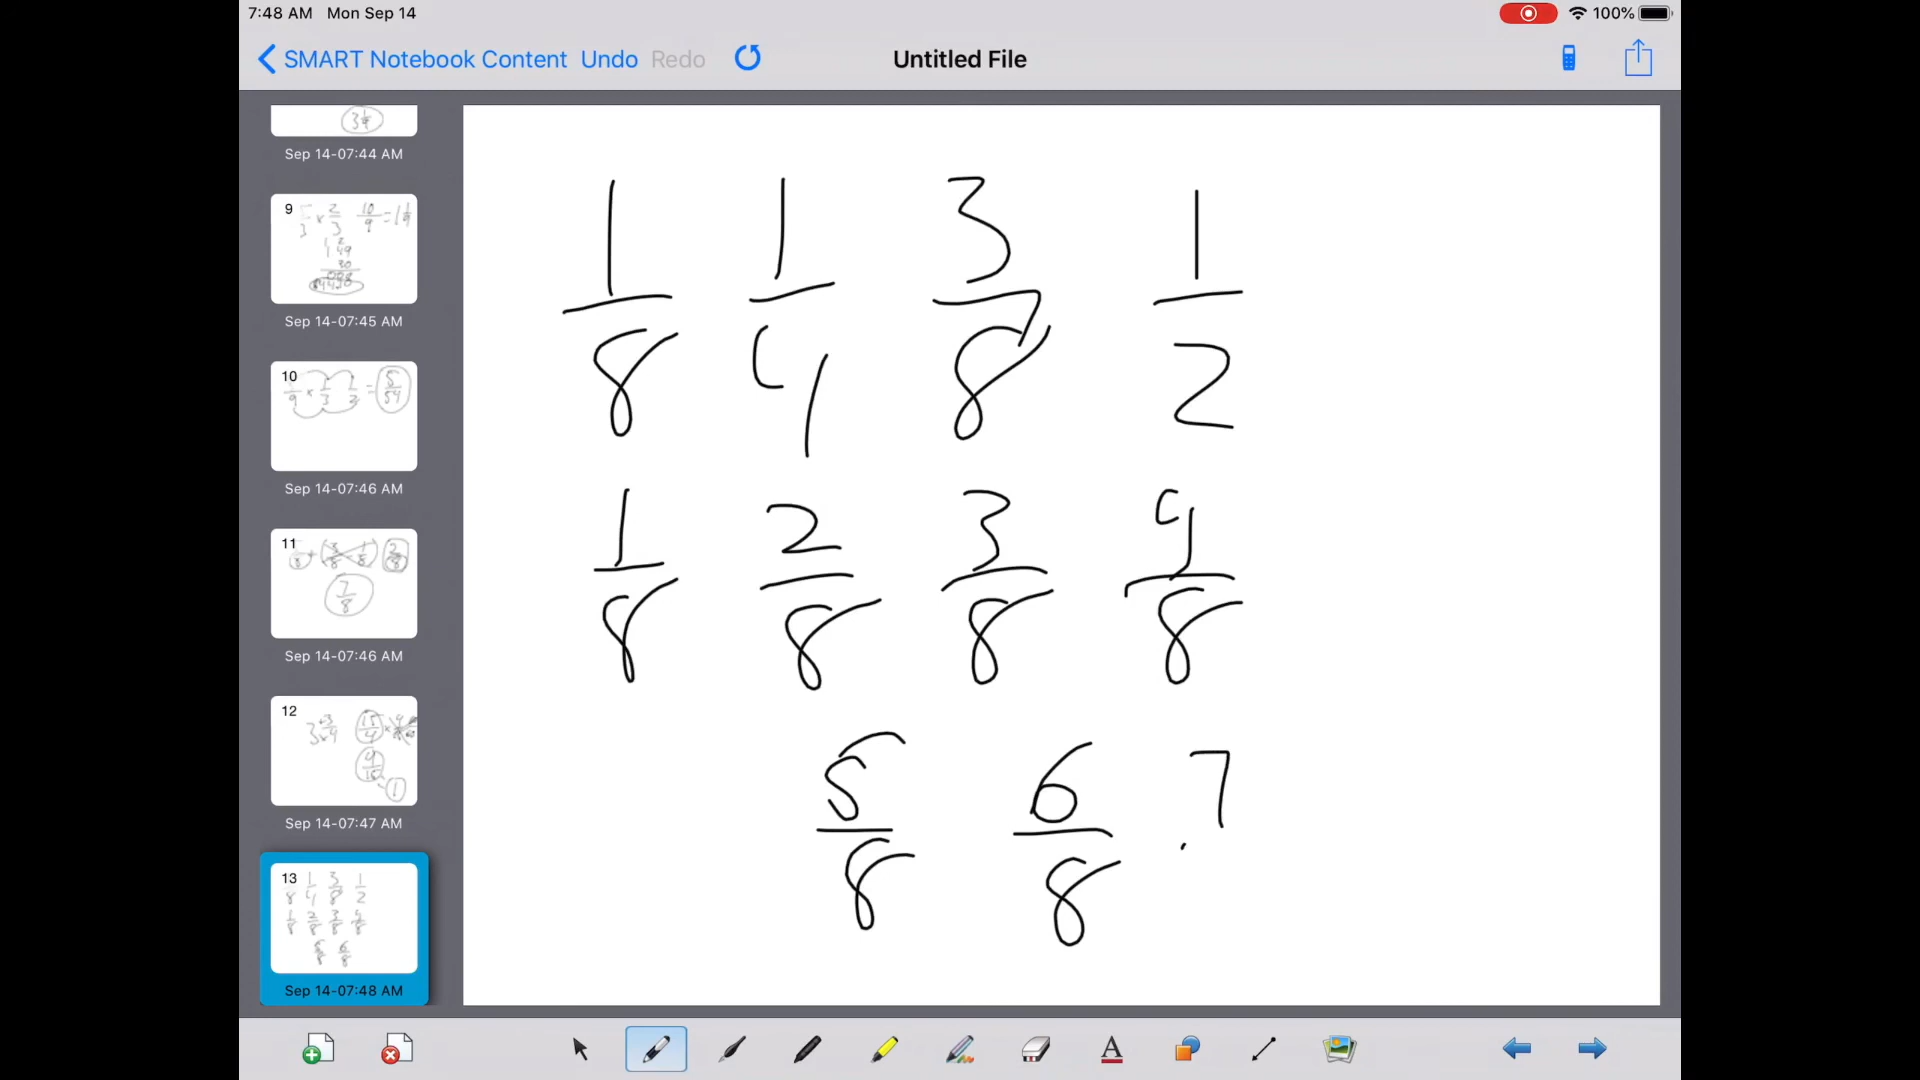 7:48 AM Mon Sep 14 100%
SMART Notebook Content Undo Redo Untitled File
Sep 14-07:44 AM
9
Sep 14-07:45 AM
10
Sep 14-07:46 AM
11
7/8
Sep 14-07:46 AM
12
Sep 14-07:47 AM
13
Sep 14-07:48 AM
1/8 1/4 3/8 1/2
1/8 2/8 3/8 4/8
5/8 6/8 7
A